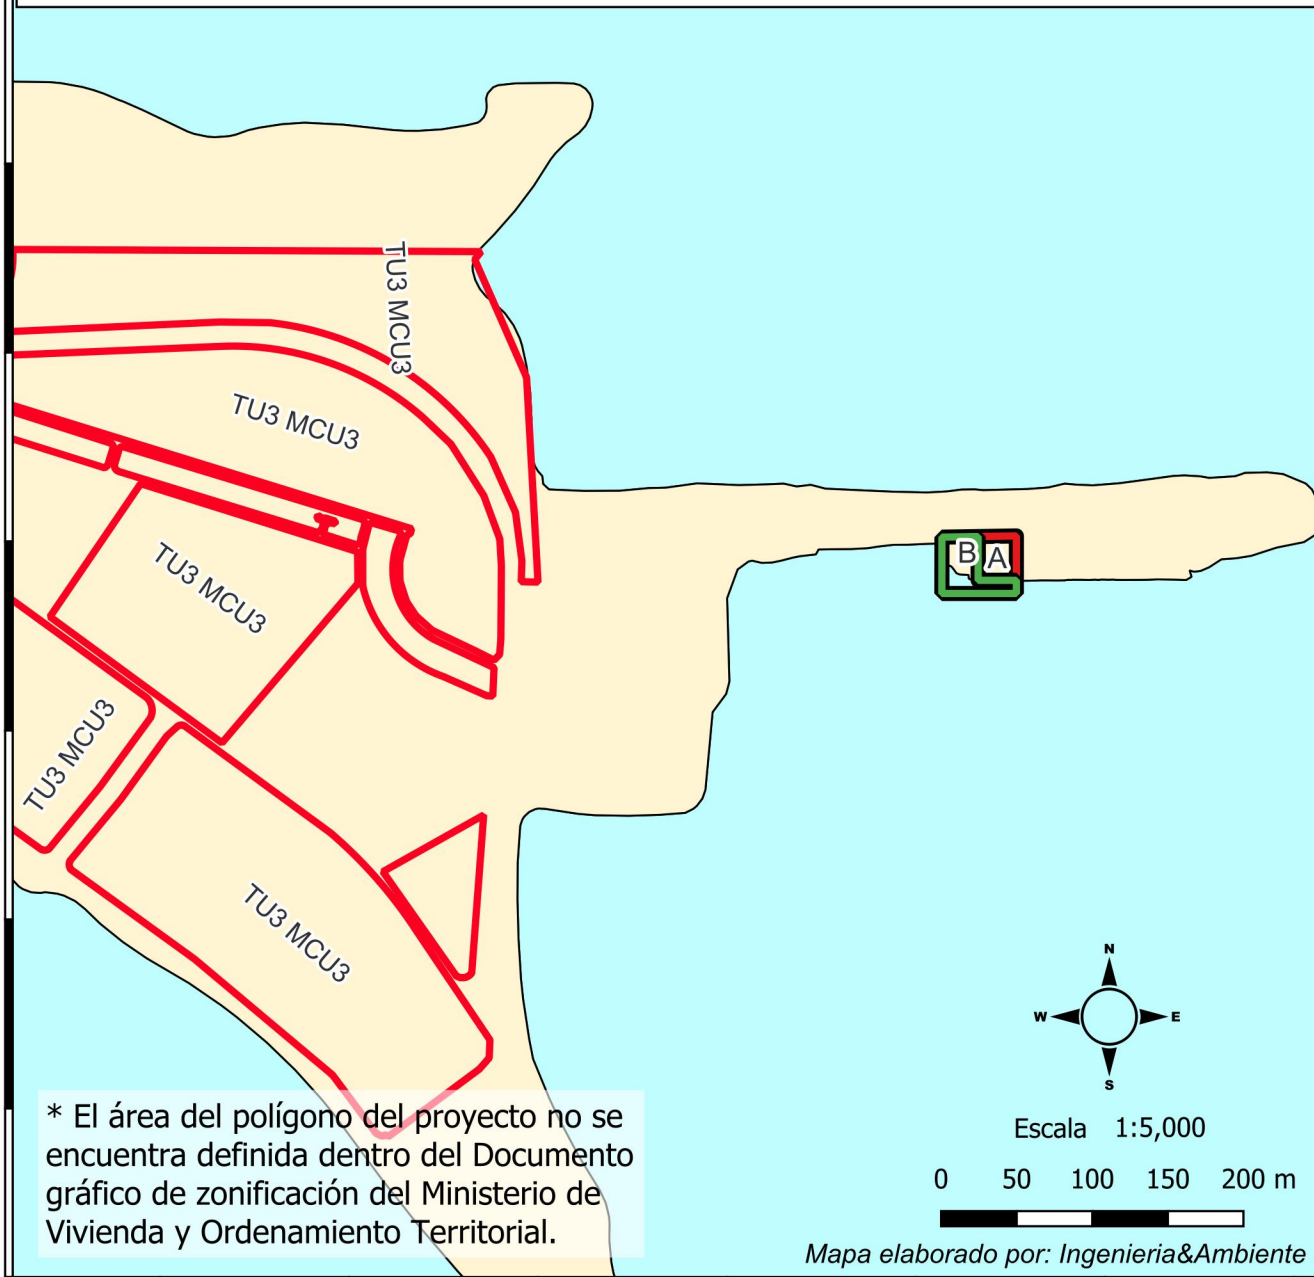 TU3 MCU3
TU3 MCU3
B A
TU3 MCU3
TU3 MCU3
TU3 MCU3
N
W E
S
* El área del polígono del proyecto no se
encuentra definida dentro del Documento
gráfico de zonificación del Ministerio de
Vivienda y Ordenamiento Territorial.
Escala 1:5,000
0 50 100 150 200 m
Mapa elaborado por: Ingenieria&Ambiente